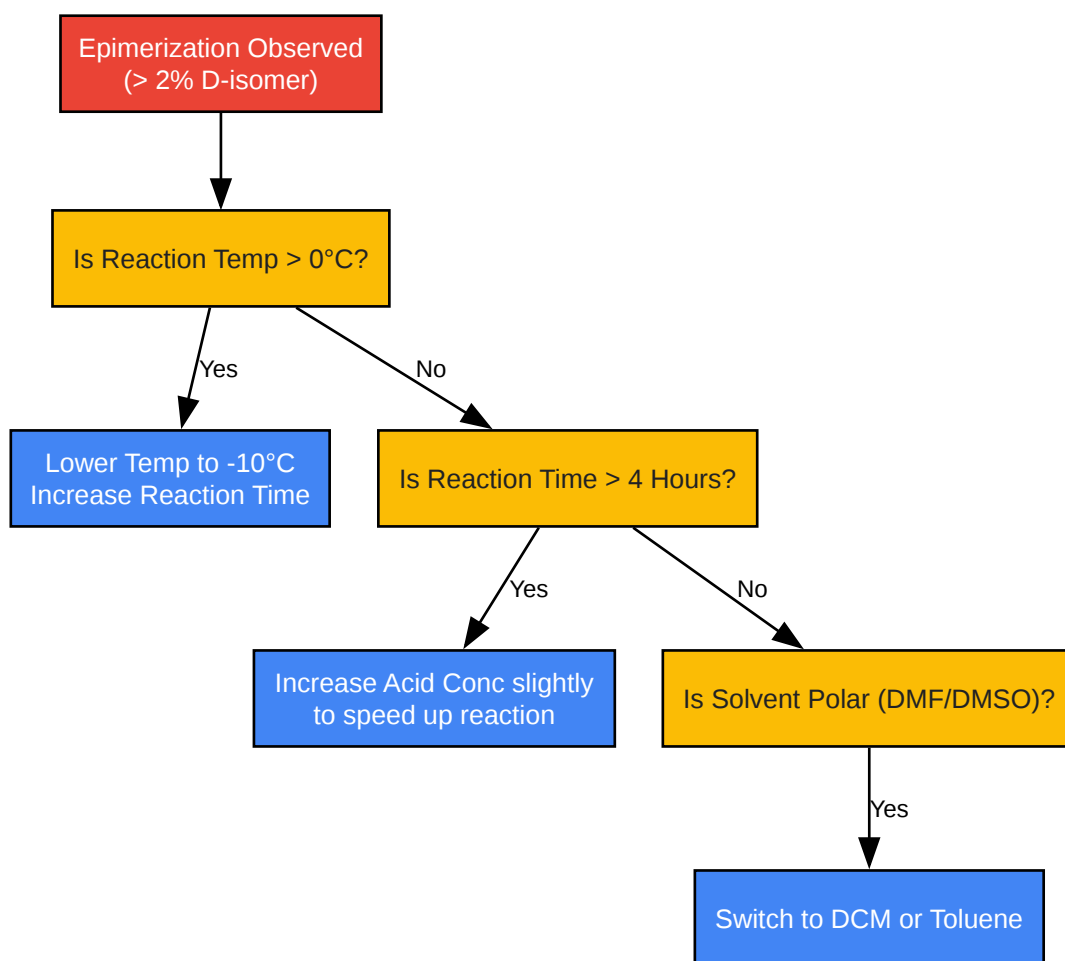 Epimerization Observed
(> 2% D-isomer)
Is Reaction Temp > 0°C?
Yes
No
Lower Temp to -10°C
Increase Reaction Time
Is Reaction Time > 4 Hours?
Yes
No
Increase Acid Conc slightly
to speed up reaction
Is Solvent Polar (DMF/DMSO)?
Yes
Switch to DCM or Toluene